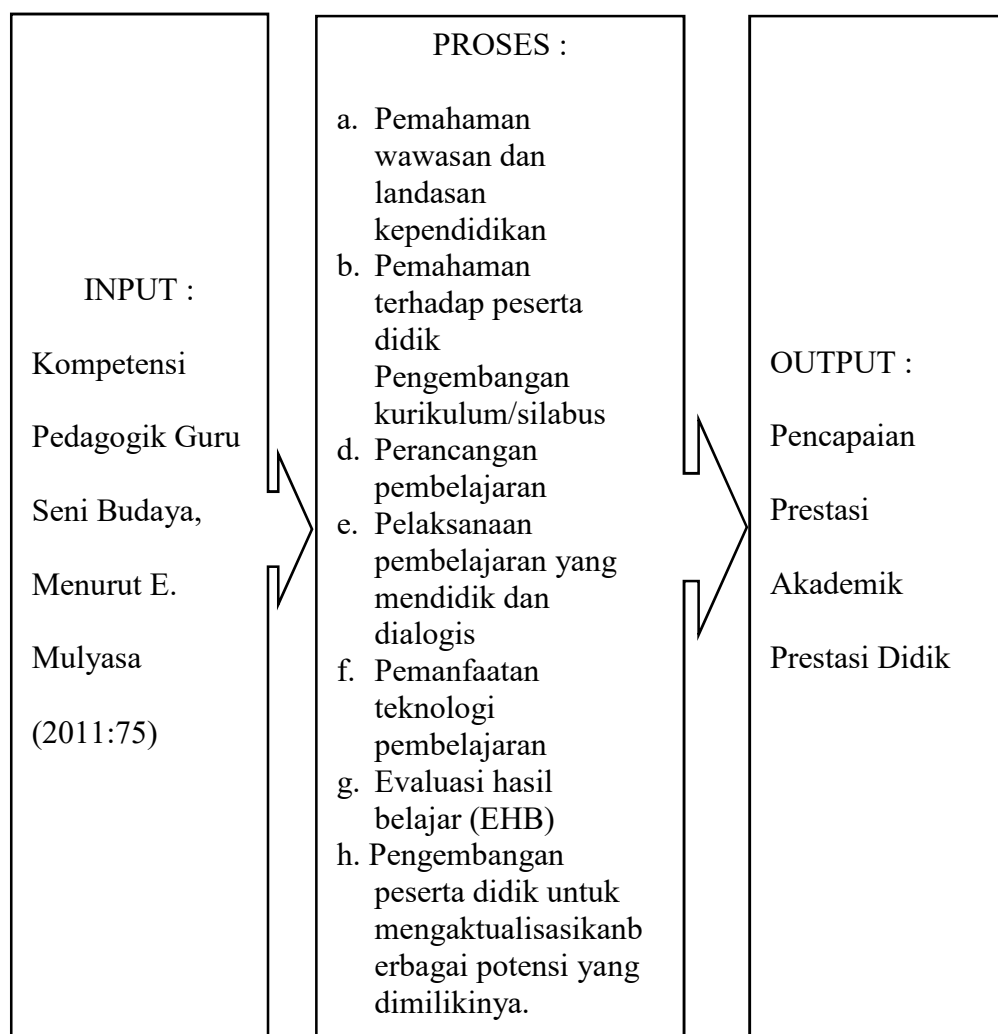 INPUT :
Kompetensi
Pedagogik Guru
Seni Budaya,
Menurut E.
Mulyasa
(2011:75)
PROSES :
a. Pemahaman
wawasan dan
landasan
kependidikan
b. Pemahaman
terhadap peserta
didik
Pengembangan
kurikulum/silabus
d. Perancangan
pembelajaran
e. Pelaksanaan
pembelajaran yang
mendidik dan
dialogis
f. Pemanfaatan
teknologi
pembelajaran
g. Evaluasi hasil
belajar (EHB)
h. Pengembangan
peserta didik untuk
mengaktualisasikanb
erbagai potensi yang
dimilikinya.
OUTPUT :
Pencapaian
Prestasi
Akademik
Prestasi Didik